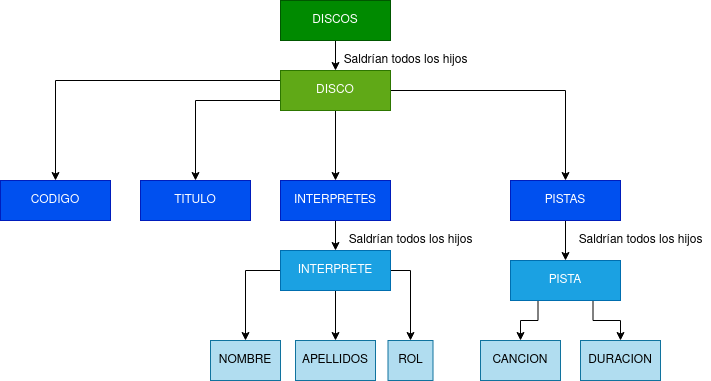 DISCOS
Saldrían todos los hijos
DISCO
CODIGO
TITULO
INTERPRETES
PISTAS
Saldrían todos los hijos
Saldrían todos los hijos
INTERPRETE
PISTA
NOMBRE
APELLIDOS
ROL
CANCION
DURACION